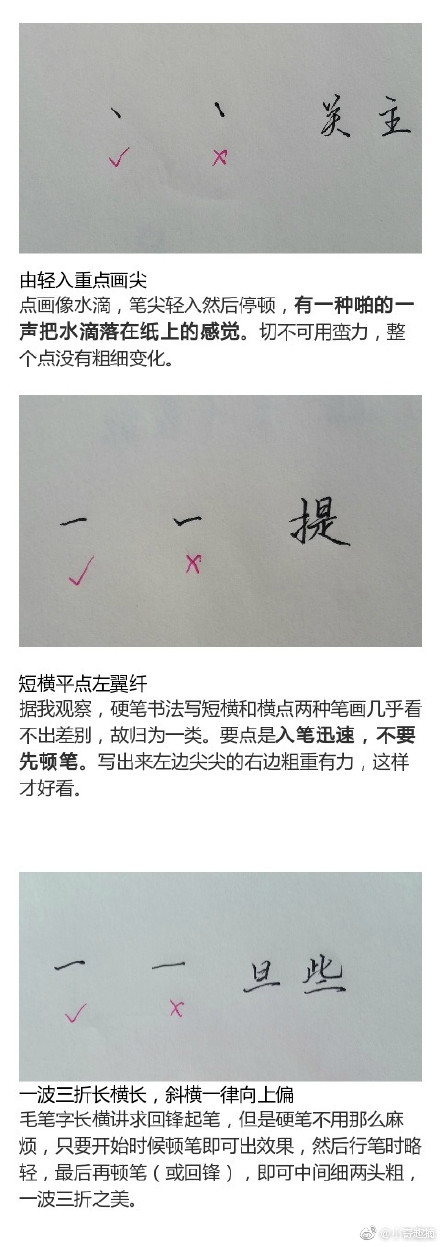 关 主
由轻入重点画尖
点画像水滴，笔尖轻入然后停顿，有一种啪的一
声把水滴落在纸上的感觉。切不可用蛮力，整
个点没有粗细变化。
提
短横平点左翼纤
据我观察，硬笔书法写短横和横点两种笔画几乎看
不出差别，故归为一类。要点是入笔迅速，不要
先顿笔。写出来左边尖尖的右边粗重有力，这样
才好看。
旦 些
一波三折长横长，斜横一律向上偏
毛笔字长横讲求回锋起笔，但是硬笔不用那么麻
烦，只要开始时候顿笔即可出效果，然后行笔时略
轻，最后再顿笔（或回锋），即可中间细两头粗，
一波三折之美。